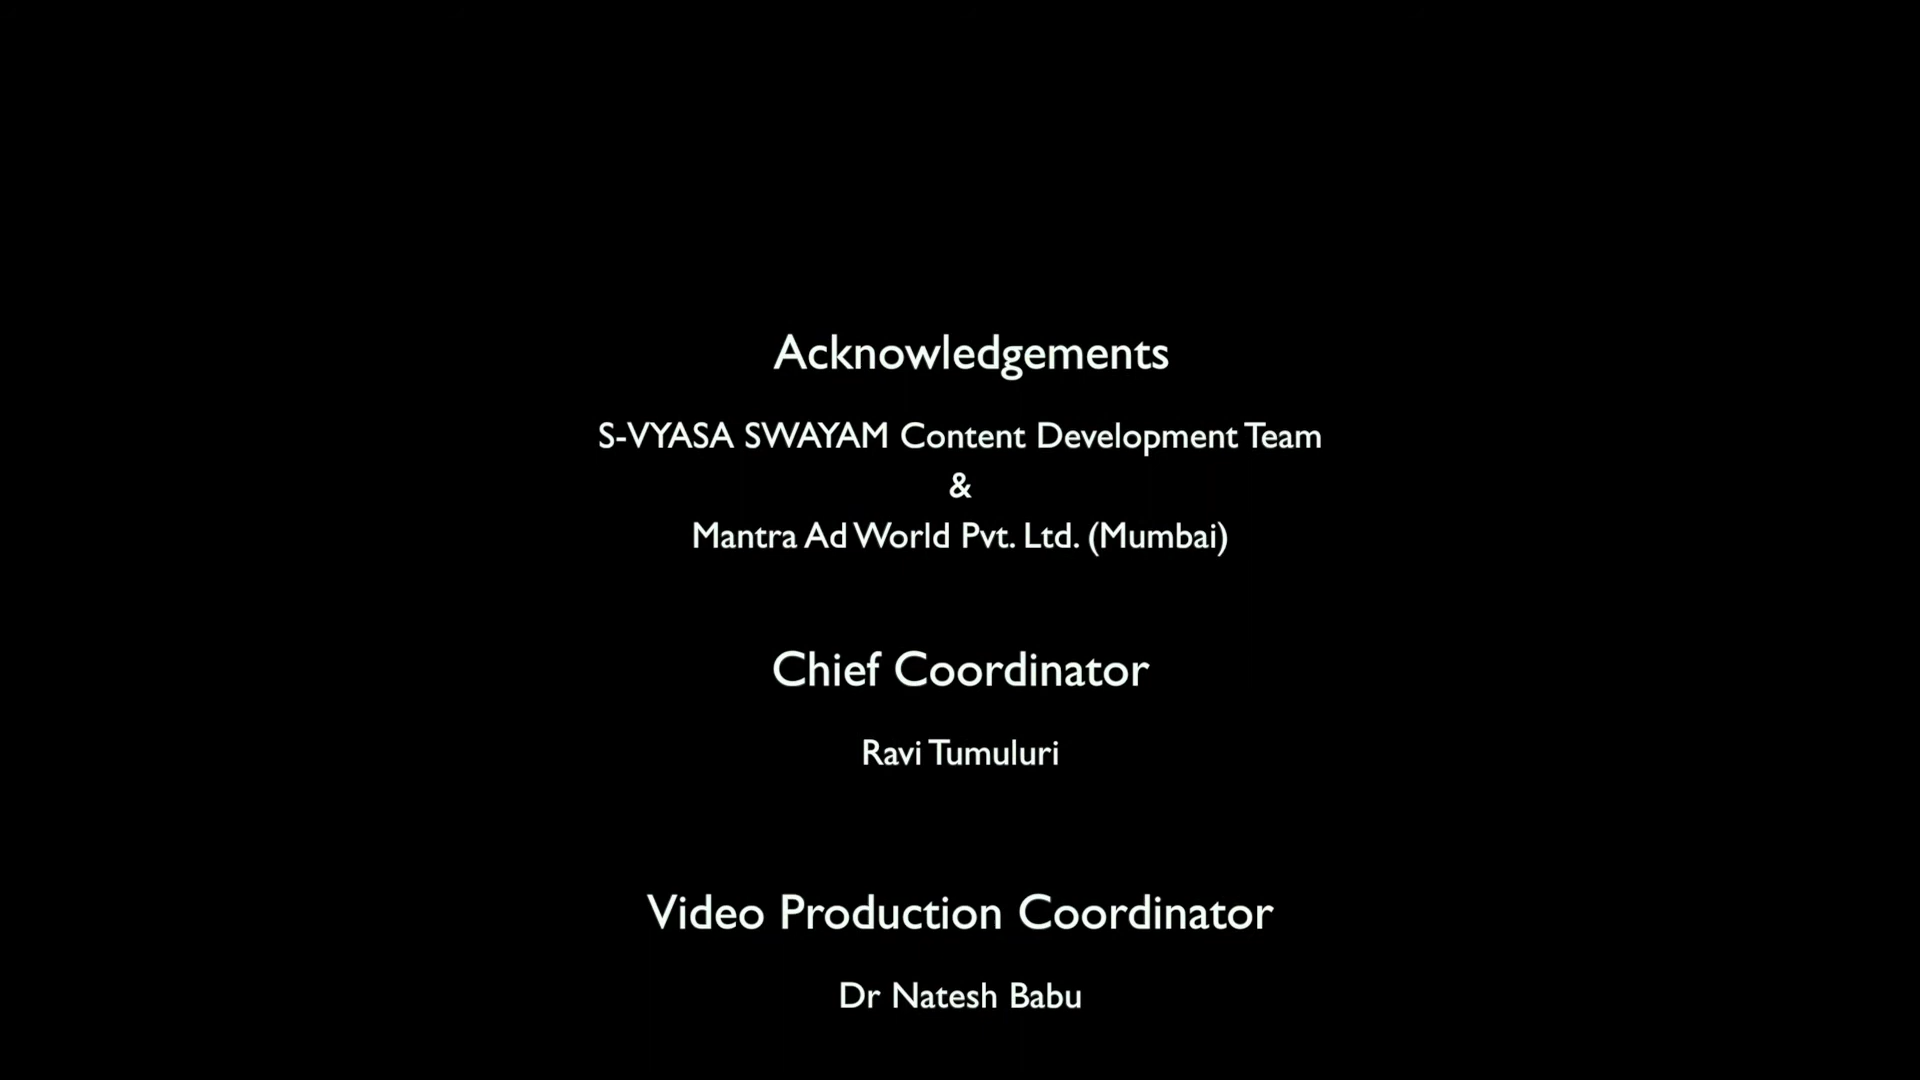 Acknowledgements
S-VYASA SWAYAM Content Development Team
&
Mantra Ad World Pvt. Ltd. (Mumbai)
Chief Coordinator
Ravi Tumuluri
Video Production Coordinator
Dr Natesh Babu